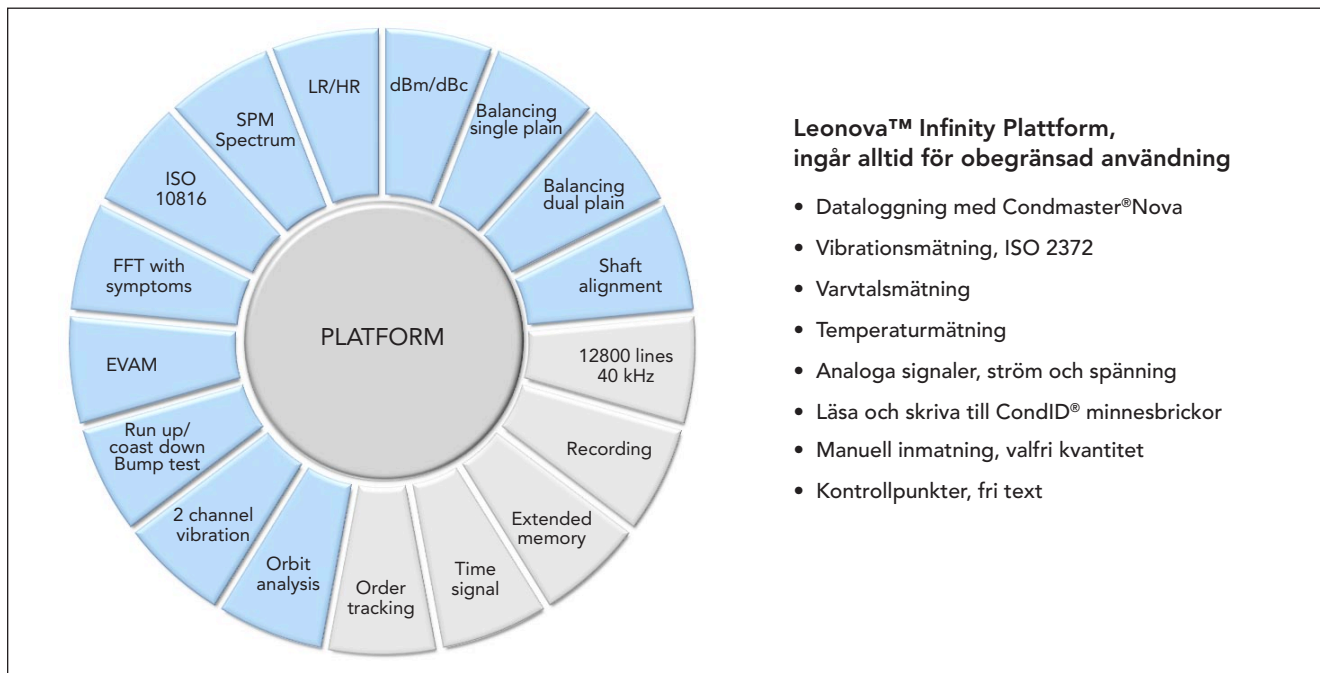 LR/HR
dBm/dBc
Balancing
single plain
Balancing
dual plain
Shaft
alignment
12800 lines
40 kHz
Recording
Extended
memory
Time
signal
Order
tracking
Orbit
analysis
2 channel
vibration
Run up/
coast down
Bump test
EVAM
FFT with
symptoms
ISO
10816
SPM
Spectrum
PLATFORM
Leonova™ Infinity Plattform,
ingår alltid för obegränsad användning
• Dataloggning med Condmaster®Nova
• Vibrationsmätning, ISO 2372
• Varvtalsmätning
• Temperaturmätning
• Analoga signaler, ström och spänning
• Läsa och skriva till CondID® minnesbrickor
• Manuell inmatning, valfri kvantitet
• Kontrollpunkter, fri text